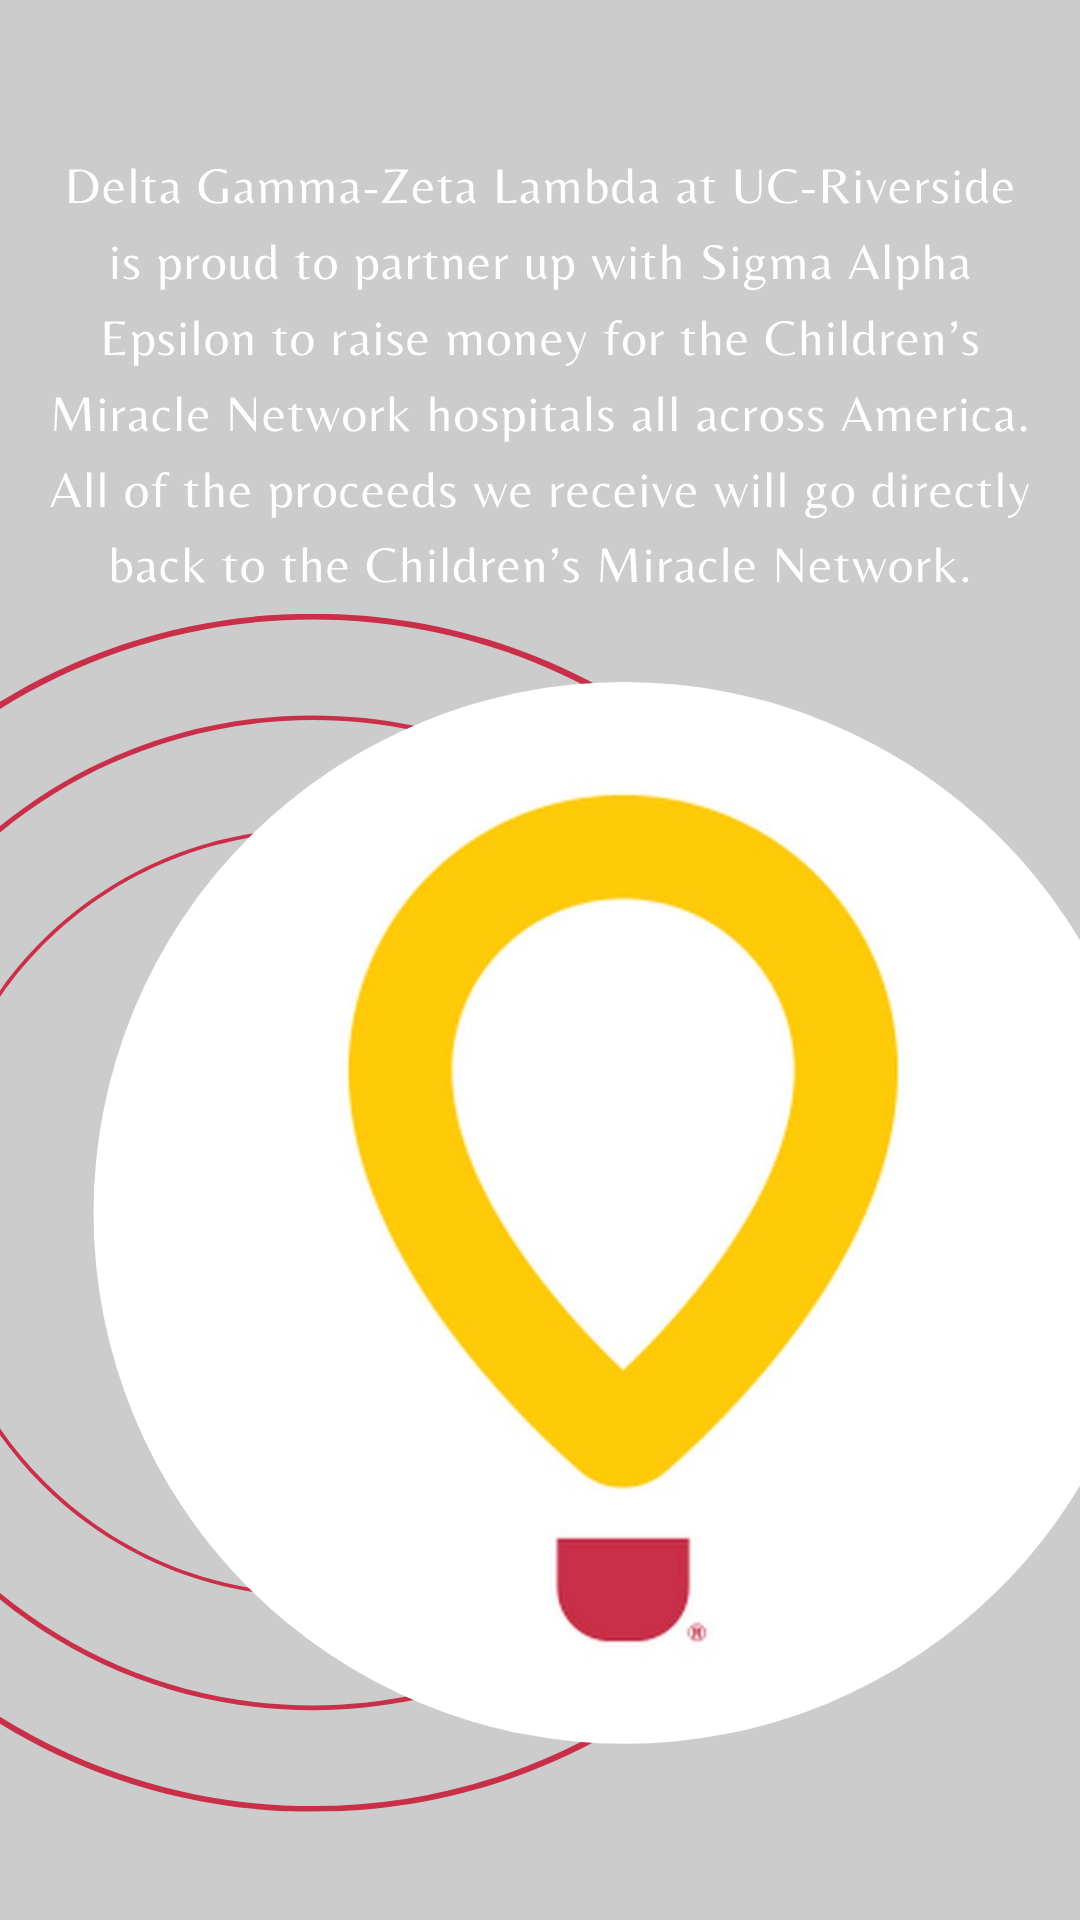 Delta Gamma-Zeta Lambda at UC-Riverside
is proud to partner up with Sigma Alpha
Epsilon to raise money for the Children’s
Miracle Network hospitals all across America.
All of the proceeds we receive will go directly
back to the Children’s Miracle Network.
®